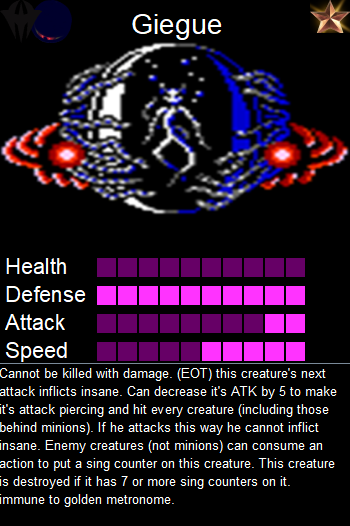 Giegue
Health
Defense
Attack
Speed
Cannot be killed with damage. (EOT) this creature's next
attack inflicts insane. Can decrease it's ATK by 5 to make
it's attack piercing and hit every creature (including those
behind minions). If he attacks this way he cannot inflict
insane. Enemy creatures (not minions) can consume an
action to put a sing counter on this creature. This creature
is destroyed if it has 7 or more sing counters on it.
immune to golden metronome.